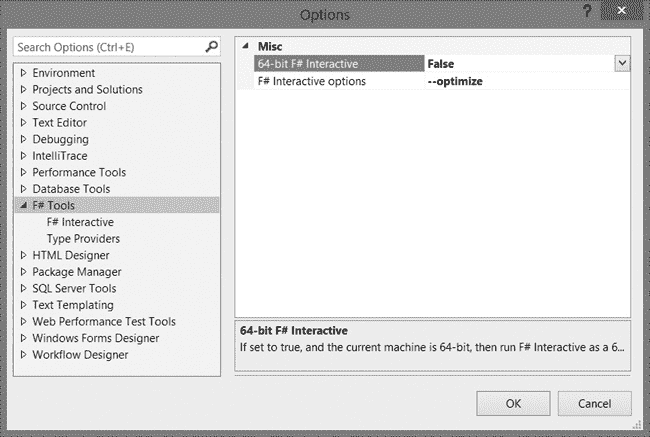 Options
? x
Search Options (Ctrl+E)
Environment
Projects and Solutions
Source Control
Text Editor
Debugging
IntelliTrace
Performance Tools
Database Tools
F# Tools
F# Interactive
Type Providers
HTML Designer
Package Manager
SQL Server Tools
Text Templating
Web Performance Test Tools
Windows Forms Designer
Workflow Designer
Misc
64-bit F# Interactive False
F# Interactive options --optimize
64-bit F# Interactive
If set to true, and the current machine is 64-bit, then run F# Interactive as a 6...
OK
Cancel